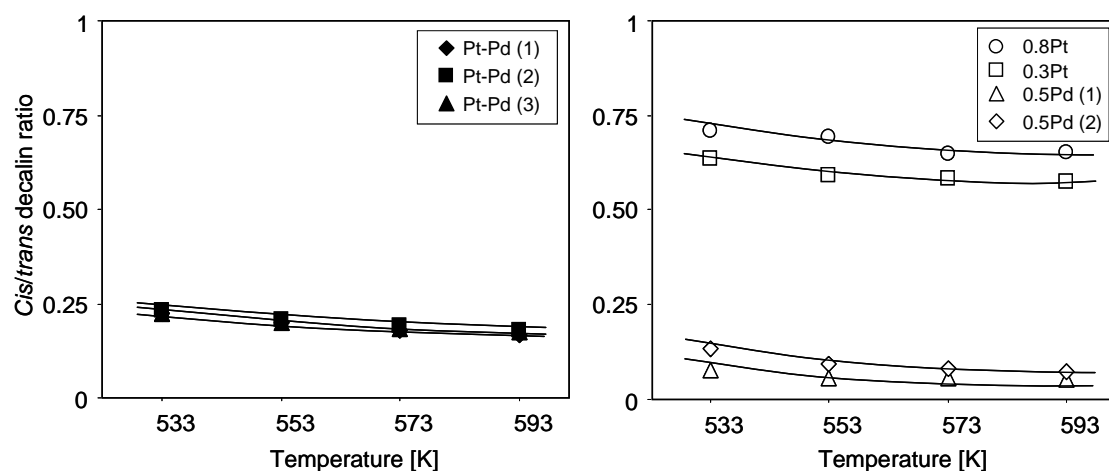 Cis/trans decalin ratio
1
0.75
0.50
0.25
0
533 553 573 593
Temperature [K]
Pt-Pd (1)
Pt-Pd (2)
Pt-Pd (3)
1
0.75
0.50
0.25
0
533 553 573 593
Temperature [K]
0.8Pt
0.3Pt
0.5Pd (1)
0.5Pd (2)